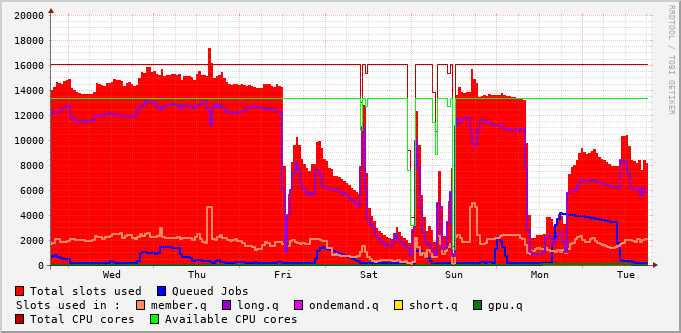 RRDTOOL / TOBI OETIKER
20000
18000
16000
14000
12000
10000
8000
6000
4000
2000
0
Wed Thu Fri Sat Sun Mon Tue
Total slots used Queued Jobs
Slots used in : member.q long.q ondemand.q short.q gpu.q
Total CPU cores Available CPU cores